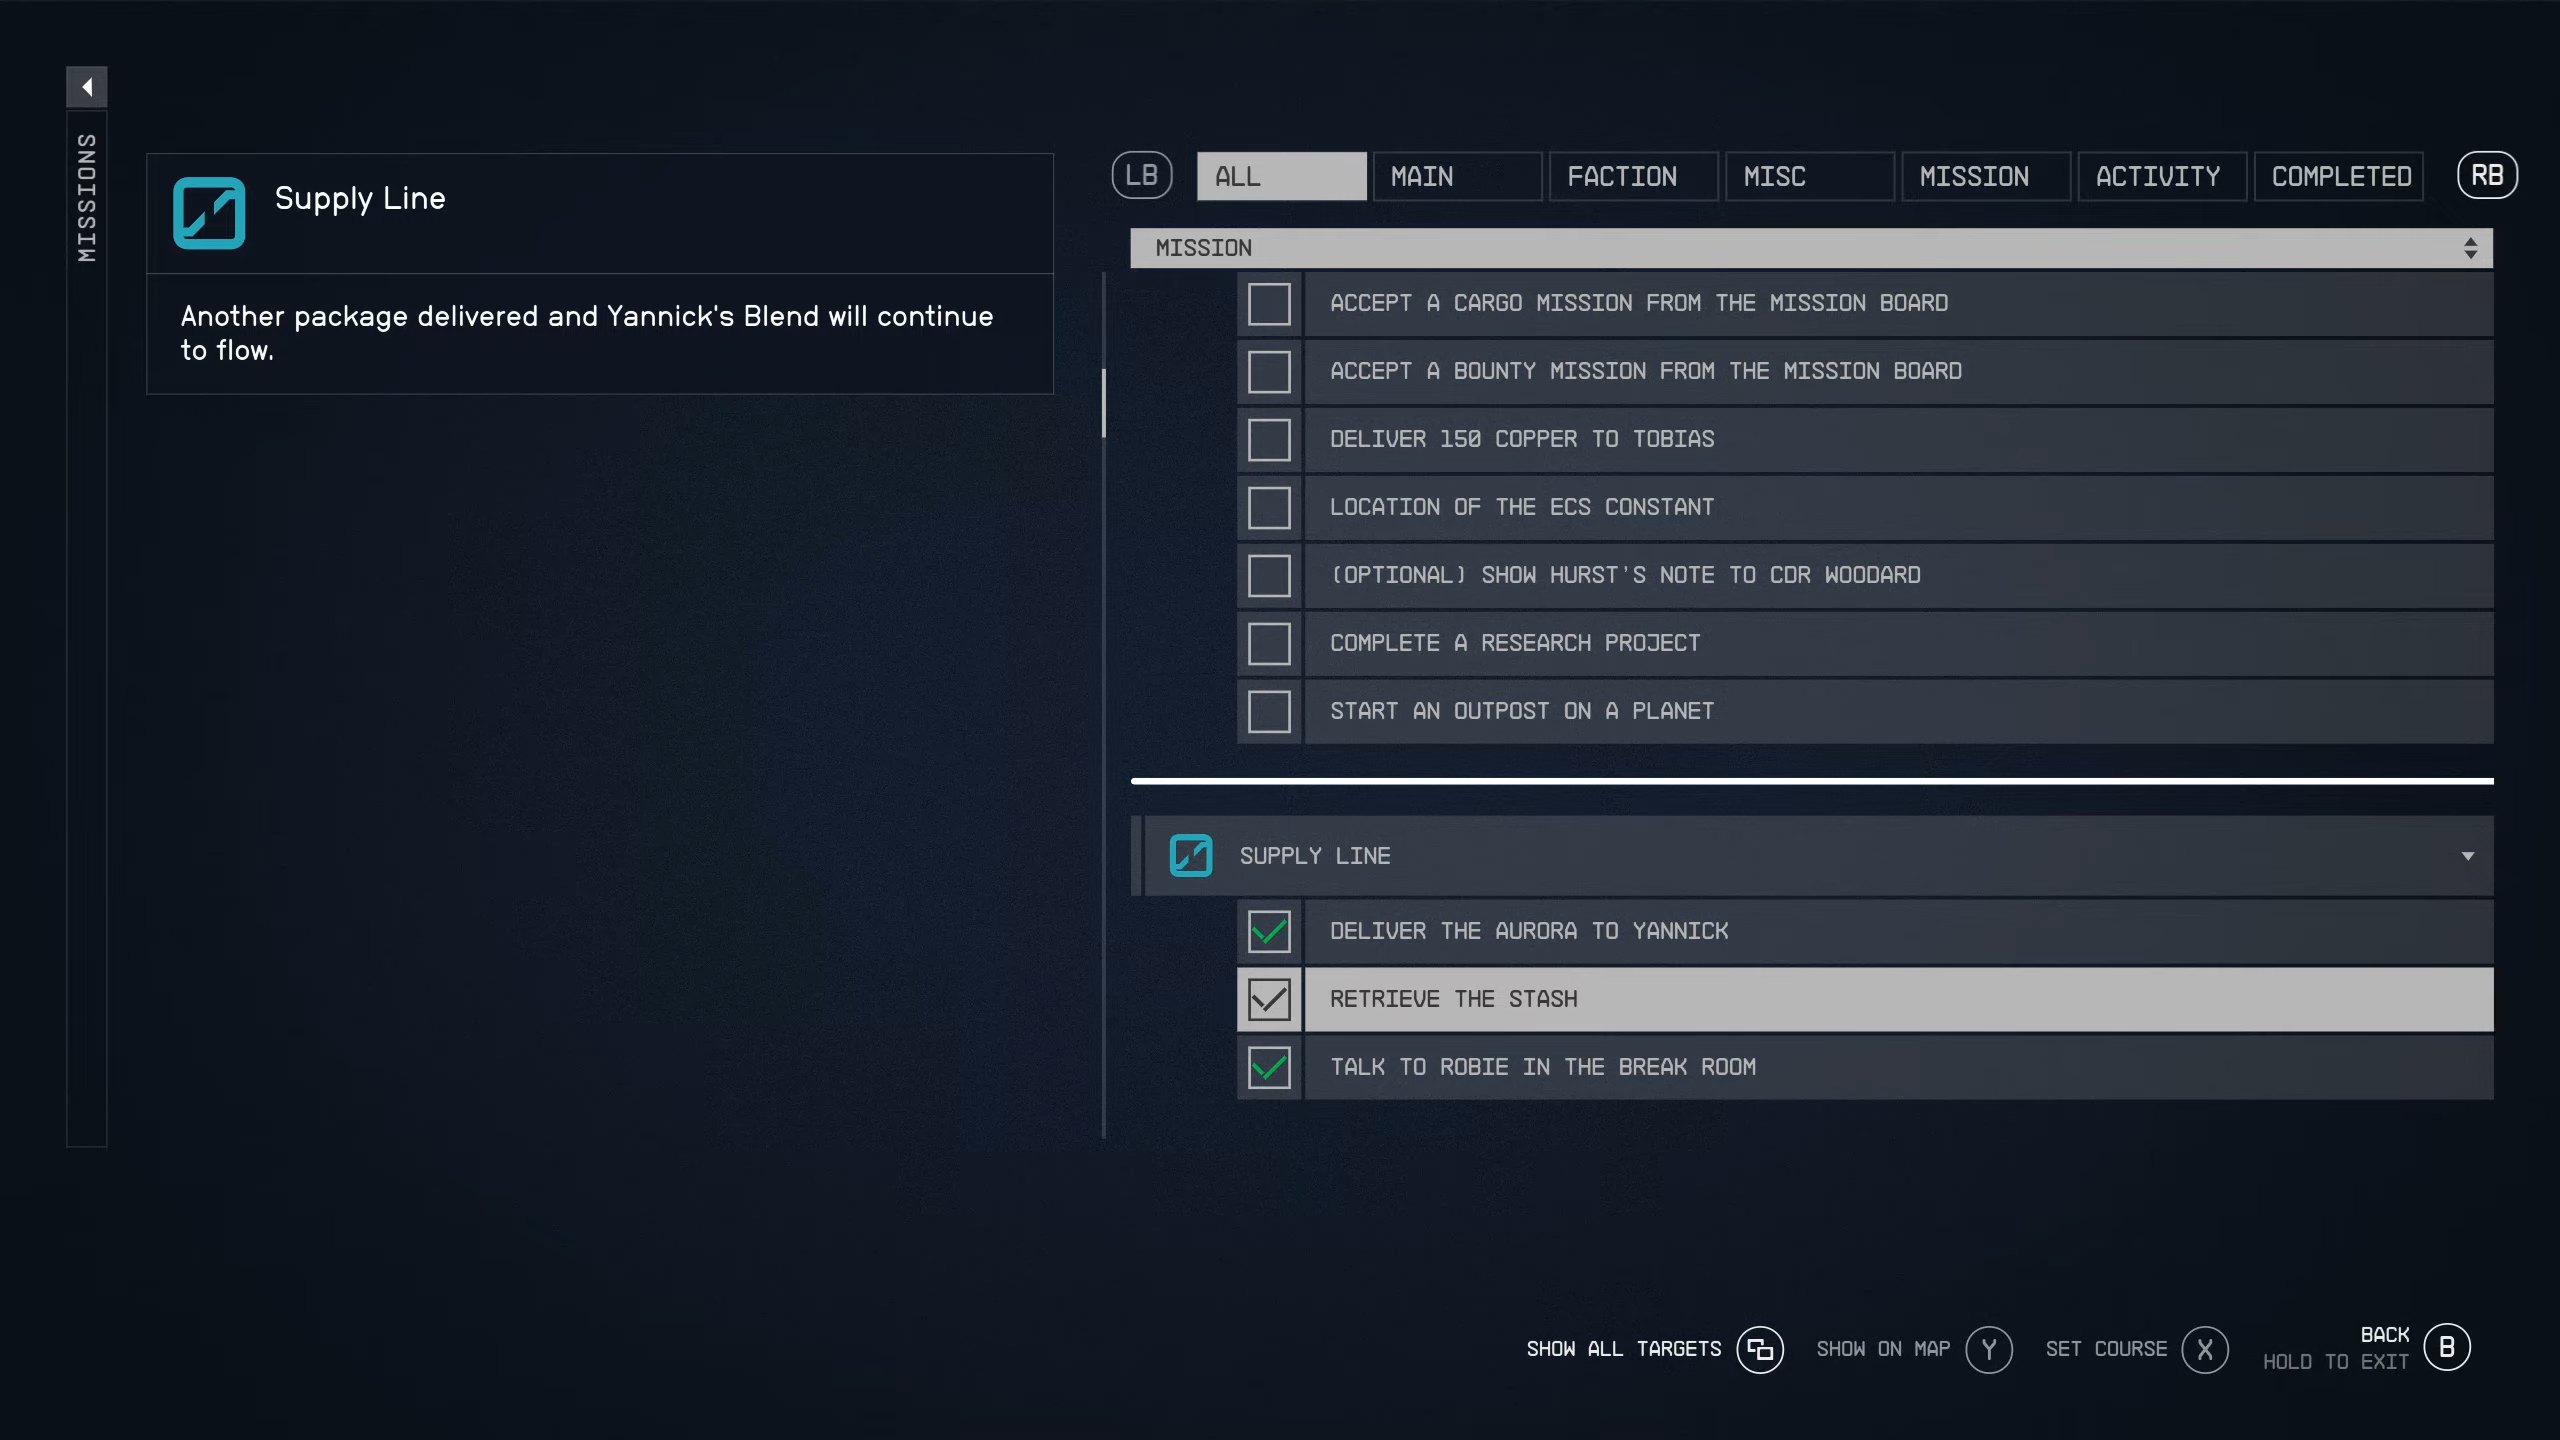 MISSIONS
Supply Line
Another package delivered and Yannick's Blend will continue
to flow.
LB
ALL
MAIN
FACTION
MISC
MISSION
ACTIVITY
COMPLETED
RB
MISSION
ACCEPT A CARGO MISSION FROM THE MISSION BOARD
ACCEPT A BOUNTY MISSION FROM THE MISSION BOARD
DELIVER 150 COPPER TO TOBIAS
LOCATION OF THE ECS CONSTANT
(OPTIONAL) SHOW HURST'S NOTE TO CDR WOODARD
COMPLETE A RESEARCH PROJECT
START AN OUTPOST ON A PLANET
SUPPLY LINE
DELIVER THE AURORA TO YANNICK
RETRIEVE THE STASH
TALK TO ROBIE IN THE BREAK ROOM
SHOW ALL TARGETS
SHOW ON MAP Y
SET COURSE X
BACK B
HOLD TO EXIT